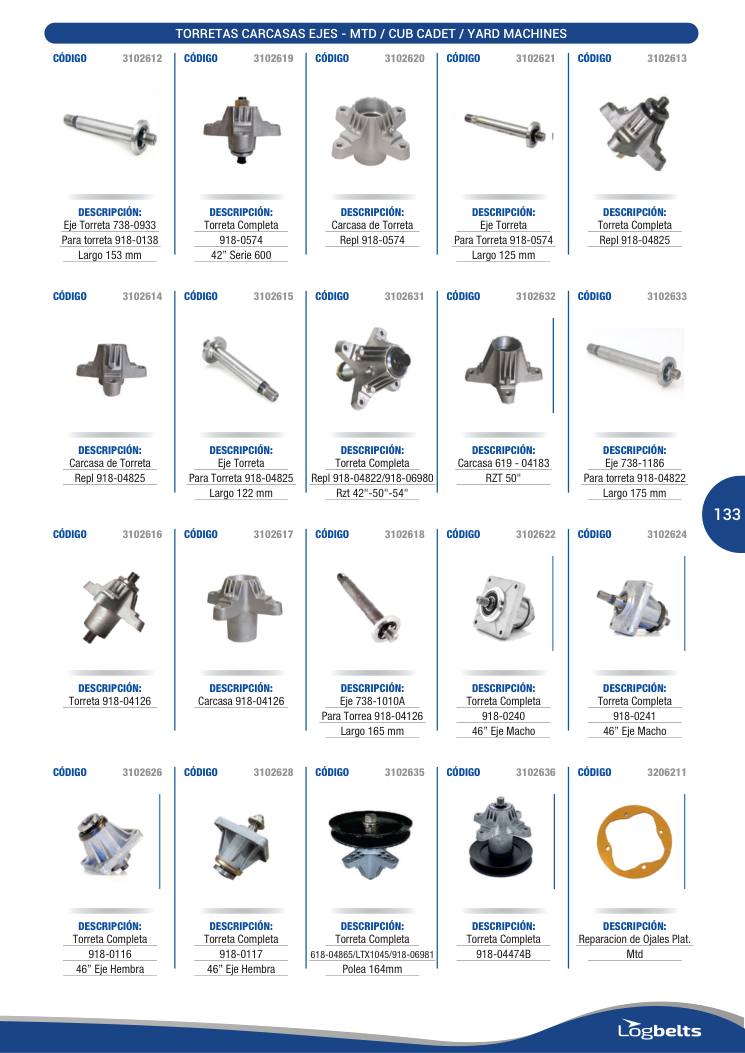 TORRETAS CARCASAS EJES - MTD / CUB CADET / YARD MACHINES
CÓDIGO 3102612
DESCRIPCIÓN:
Eje Torreta 738-0933
Para torreta 918-0138
Largo 153 mm
CÓDIGO 3102619
DESCRIPCIÓN:
Torreta Completa
918-0574
42” Serie 600
CÓDIGO 3102620
DESCRIPCIÓN:
Carcasa de Torreta
Repl 918-0574
CÓDIGO 3102621
DESCRIPCIÓN:
Eje Torreta
Para Torreta 918-0574
Largo 125 mm
CÓDIGO 3102613
DESCRIPCIÓN:
Torreta Completa
Repl 918-04825
CÓDIGO 3102614
DESCRIPCIÓN:
Carcasa de Torreta
Repl 918-04825
CÓDIGO 3102615
DESCRIPCIÓN:
Eje Torreta
Para Torreta 918-04825
Largo 122 mm
CÓDIGO 3102631
DESCRIPCIÓN:
Torreta Completa
Repl 918-04822/918-06980
Rzt 42"-50"-54"
CÓDIGO 3102632
DESCRIPCIÓN:
Carcasa 619 - 04183
RZT 50"
CÓDIGO 3102633
DESCRIPCIÓN:
Eje 738-1186
Para torreta 918-04822
Largo 175 mm
133
CÓDIGO 3102616
DESCRIPCIÓN:
Torreta 918-04126
CÓDIGO 3102617
DESCRIPCIÓN:
Carcasa 918-04126
CÓDIGO 3102618
DESCRIPCIÓN:
Eje 738-1010A
Para Torrea 918-04126
Largo 165 mm
CÓDIGO 3102622
DESCRIPCIÓN:
Torreta Completa
918-0240
46” Eje Macho
CÓDIGO 3102624
DESCRIPCIÓN:
Torreta Completa
918-0241
46” Eje Macho
CÓDIGO 3102626
DESCRIPCIÓN:
Torreta Completa
918-0116
46” Eje Hembra
CÓDIGO 3102628
DESCRIPCIÓN:
Torreta Completa
918-0117
46” Eje Hembra
CÓDIGO 3102635
DESCRIPCIÓN:
Torreta Completa
618-04865/LTX1045/918-06981
Polea 164mm
CÓDIGO 3102636
DESCRIPCIÓN:
Torreta Completa
918-04474B
CÓDIGO 3206211
DESCRIPCIÓN:
Reparacion de Ojales Plat.
Mtd
Logbelts